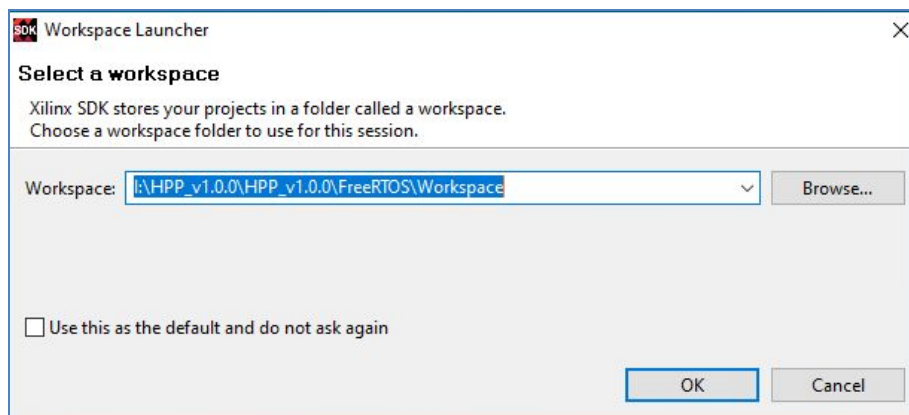 SDK Workspace Launcher
Select a workspace
Xilinx SDK stores your projects in a folder called a workspace.
Choose a workspace folder to use for this session.
Workspace: I:\HPP_v1.0.0\HPP_v1.0.0\FreeRTOS\Workspace Browse...
Use this as the default and do not ask again
OK Cancel